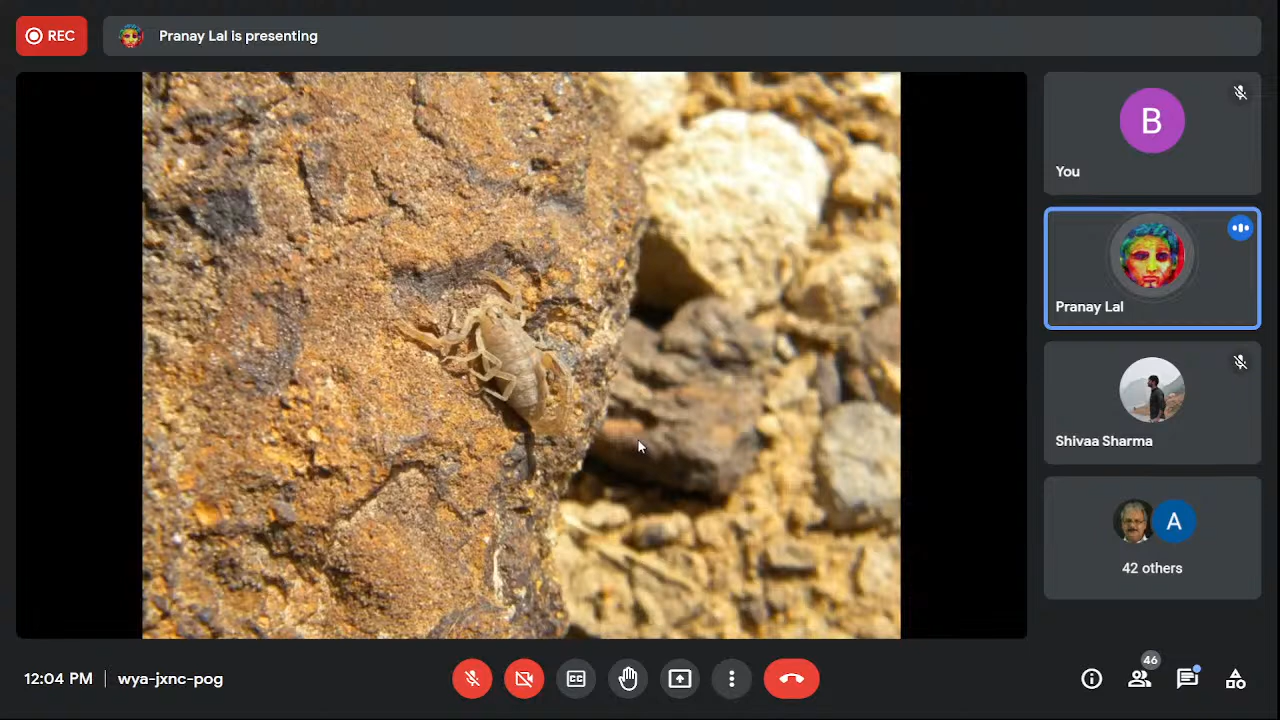 REC
Pranay Lal is presenting
B
You
Pranay Lal
Shivaa Sharma
A
42 others
12:04 PM | wya-jxnc-pog
CC
46